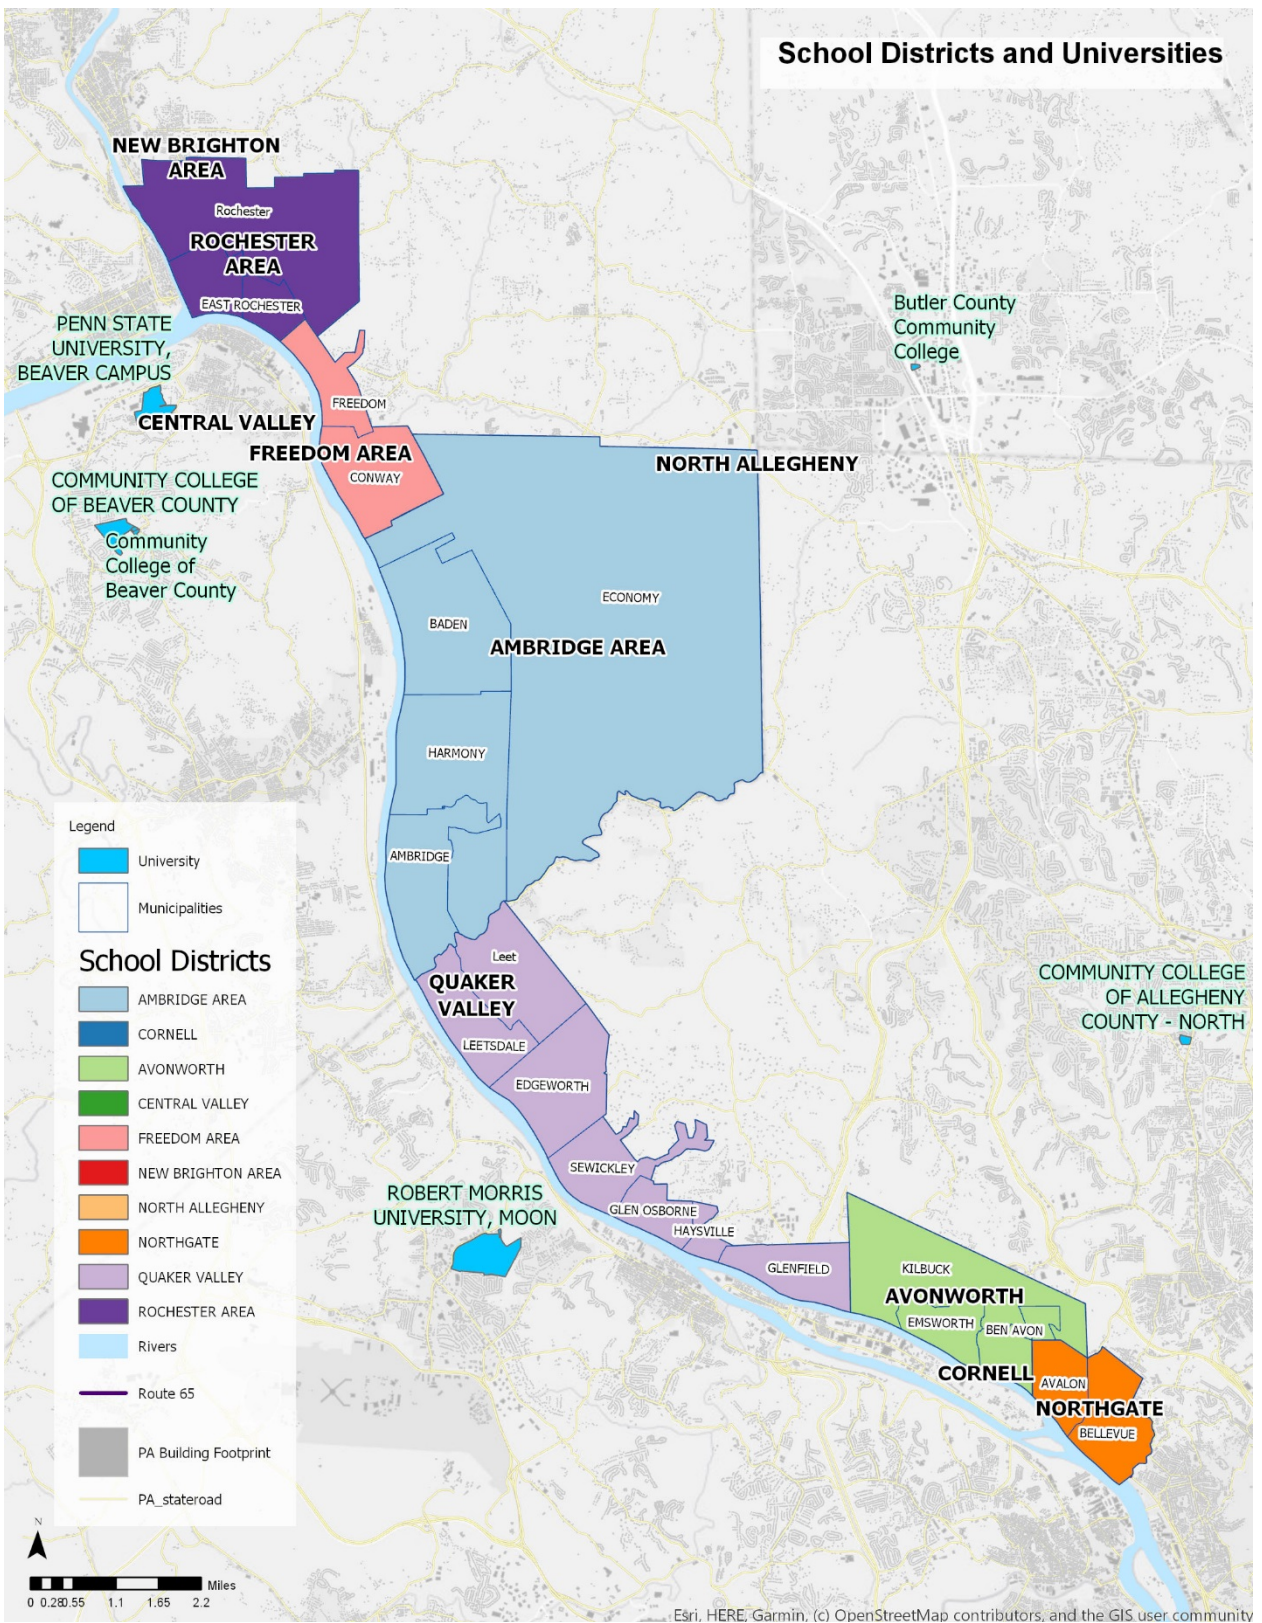 School Districts and Universities
NEW BRIGHTON
AREA
Rochester
ROCHESTER
AREA
EAST ROCHESTER
PENN STATE
UNIVERSITY,
BEAVER CAMPUS
Butler County
Community
College
FREEDOM
CENTRAL VALLEY
FREEDOM AREA
NORTH ALLEGHENY
CONWAY
COMMUNITY COLLEGE
OF BEAVER COUNTY
Community
College of
Beaver County
ECONOMY
BADEN
AMBRIDGE AREA
HARMONY
AMBRIDGE
Leet
QUAKER
VALLEY
LEETSDALE
EDGEWORTH
COMMUNITY COLLEGE
OF ALLEGHENY
COUNTY - NORTH
SEWICKLEY
ROBERT MORRIS
UNIVERSITY, MOON
GLEN OSBORNE
HAYSVILLE
GLENFIELD
KILBUCK
AVONWORTH
EMSWORTH
BEN AVON
CORNELL
AVALON
NORTHGATE
BELLEVUE
Legend
University
Municipalities
School Districts
AMBRIDGE AREA
CORNELL
AVONWORTH
CENTRAL VALLEY
FREEDOM AREA
NEW BRIGHTON AREA
NORTH ALLEGHENY
NORTHGATE
QUAKER VALLEY
ROCHESTER AREA
Rivers
Route 65
PA Building Footprint
PA_stateroad
N
Miles
0 0.28 0.55 1.1 1.65 2.2
Esri, HERE, Garmin, (c) OpenStreetMap contributors, and the GIS user community